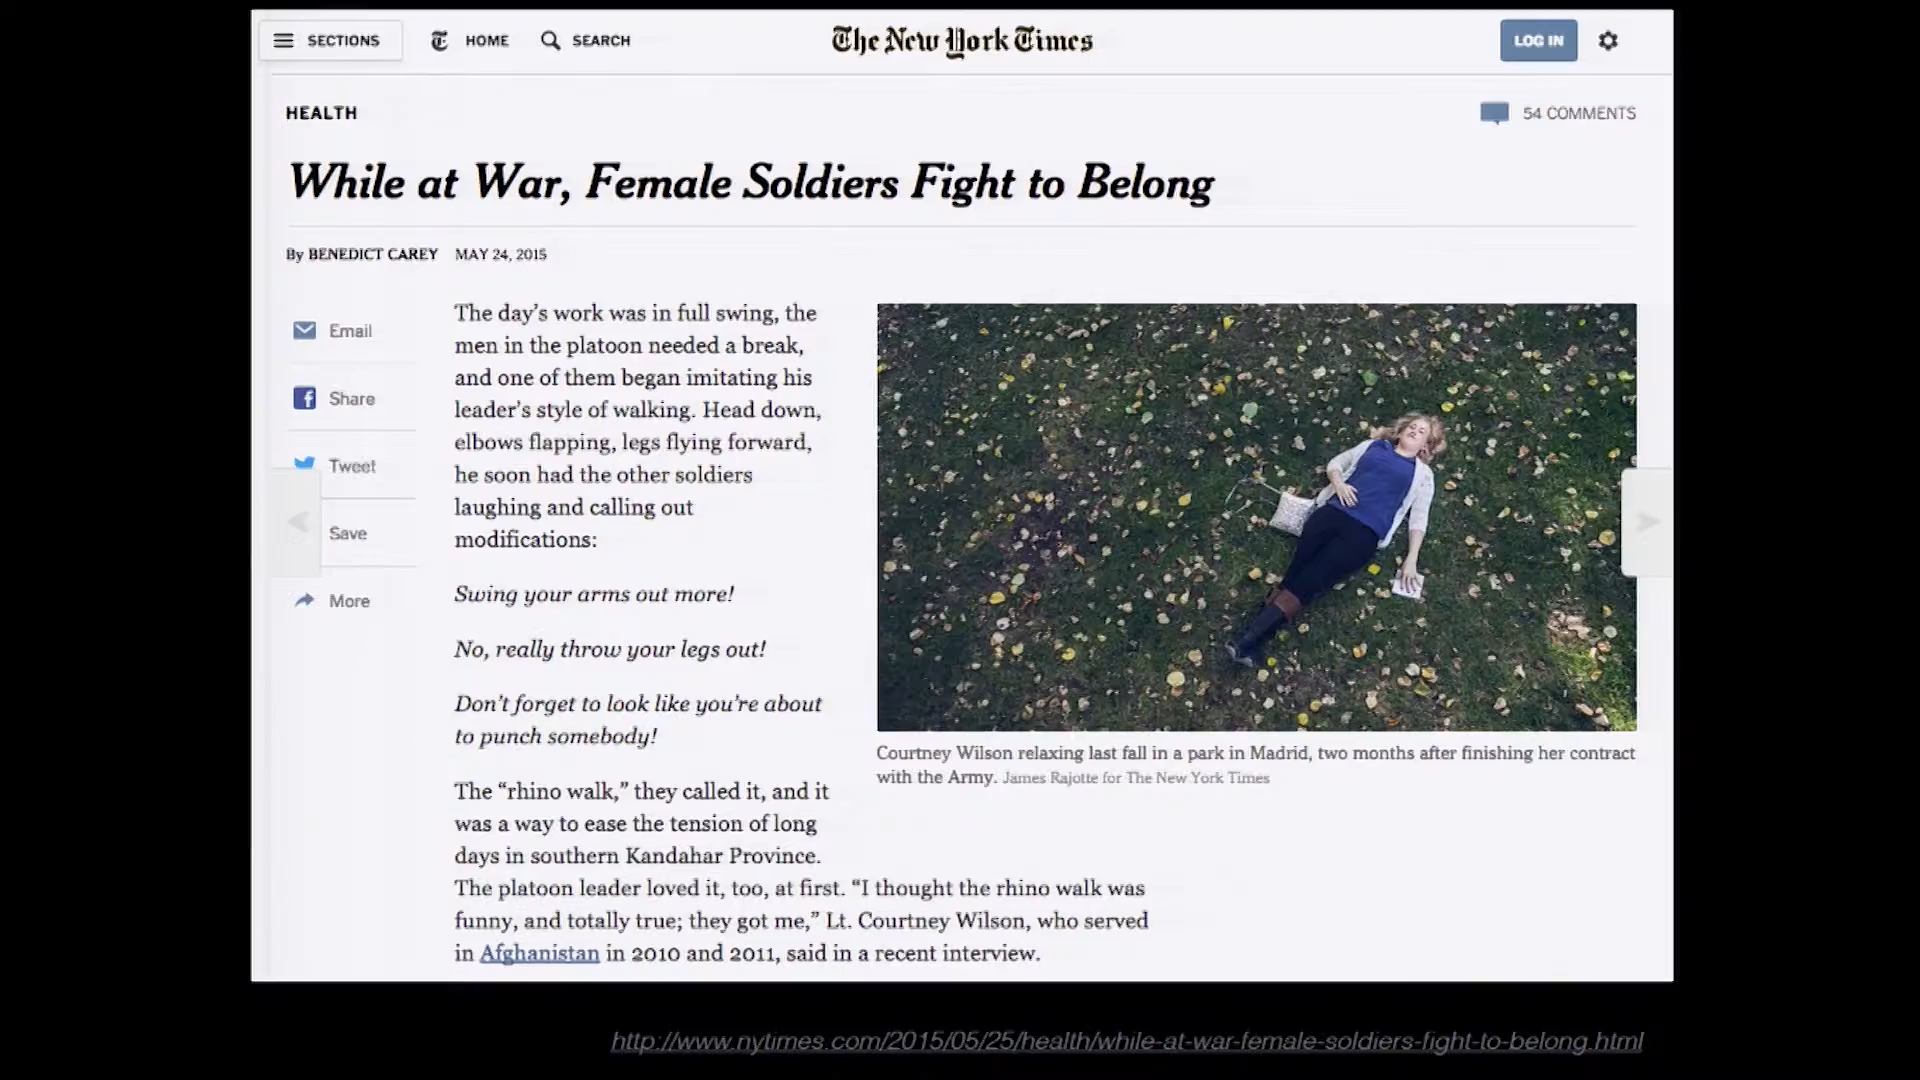 SECTIONS
HOME
SEARCH
The New York Times
LOG IN
HEALTH
54 COMMENTS
While at War, Female Soldiers Fight to Belong
By BENEDICT CAREY MAY 24, 2015
Email
Share
Tweet
Save
More
The day's work was in full swing, the
men in the platoon needed a break,
and one of them began imitating his
leader's style of walking. Head down,
elbows flapping, legs flying forward,
he soon had the other soldiers
laughing and calling out
modifications:
Swing your arms out more!
No, really throw your legs out!
Don't forget to look like you're about
to punch somebody!
The “rhino walk,” they called it, and it
was a way to ease the tension of long
days in southern Kandahar Province.
The platoon leader loved it, too, at first. “I thought the rhino walk was
funny, and totally true; they got me,” Lt. Courtney Wilson, who served
in Afghanistan in 2010 and 2011, said in a recent interview.
Courtney Wilson relaxing last fall in a park in Madrid, two months after finishing her contract
with the Army. James Rajotte for The New York Times
http://www.nytimes.com/2015/05/25/health/while-at-war-female-soldiers-fight-to-belong.html